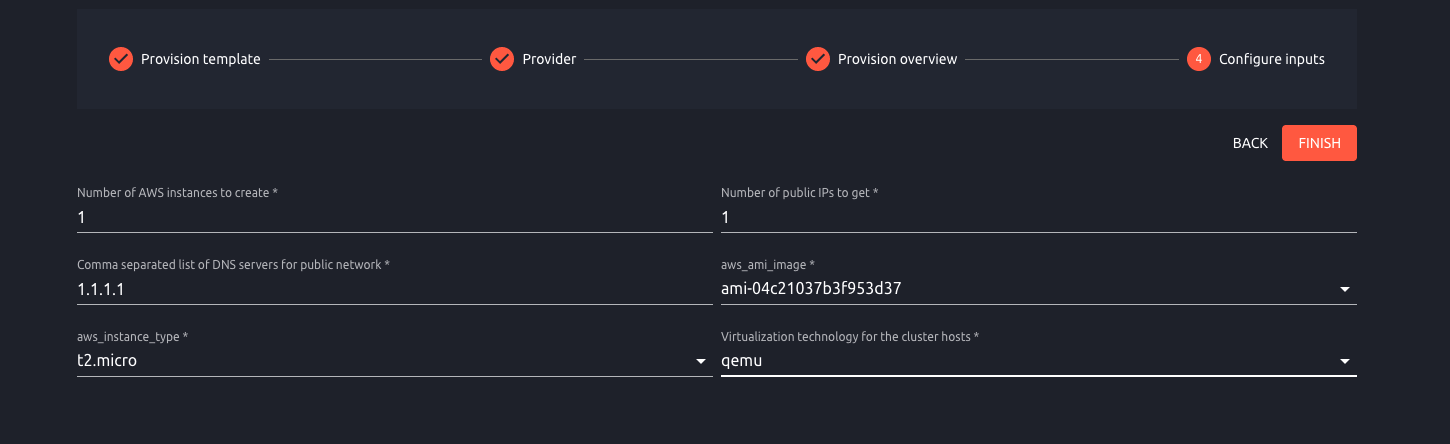 Provision template Provider Provision overview 4 Configure inputs
BACK FINISH
Number of AWS instances to create * Number of public IPs to get *
1 1
Comma separated list of DNS servers for public network * aws_ami_image *
1.1.1.1 ami-04c21037b3f953d37
aws_instance_type * Virtualization technology for the cluster hosts *
t2.micro qemu